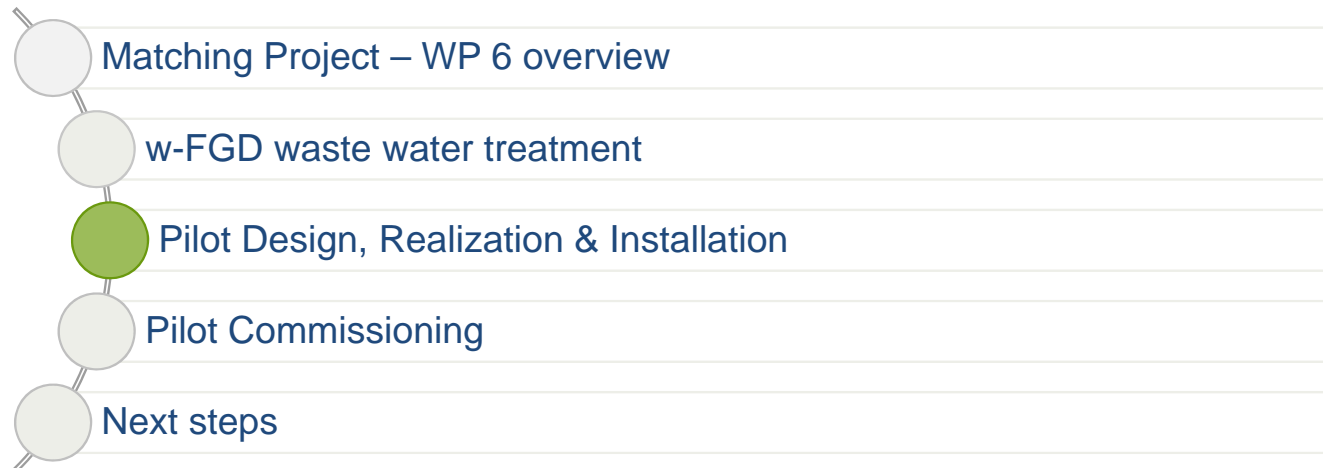 Matching Project – WP 6 overview
w-FGD waste water treatment
Pilot Design, Realization & Installation
Pilot Commissioning
Next steps